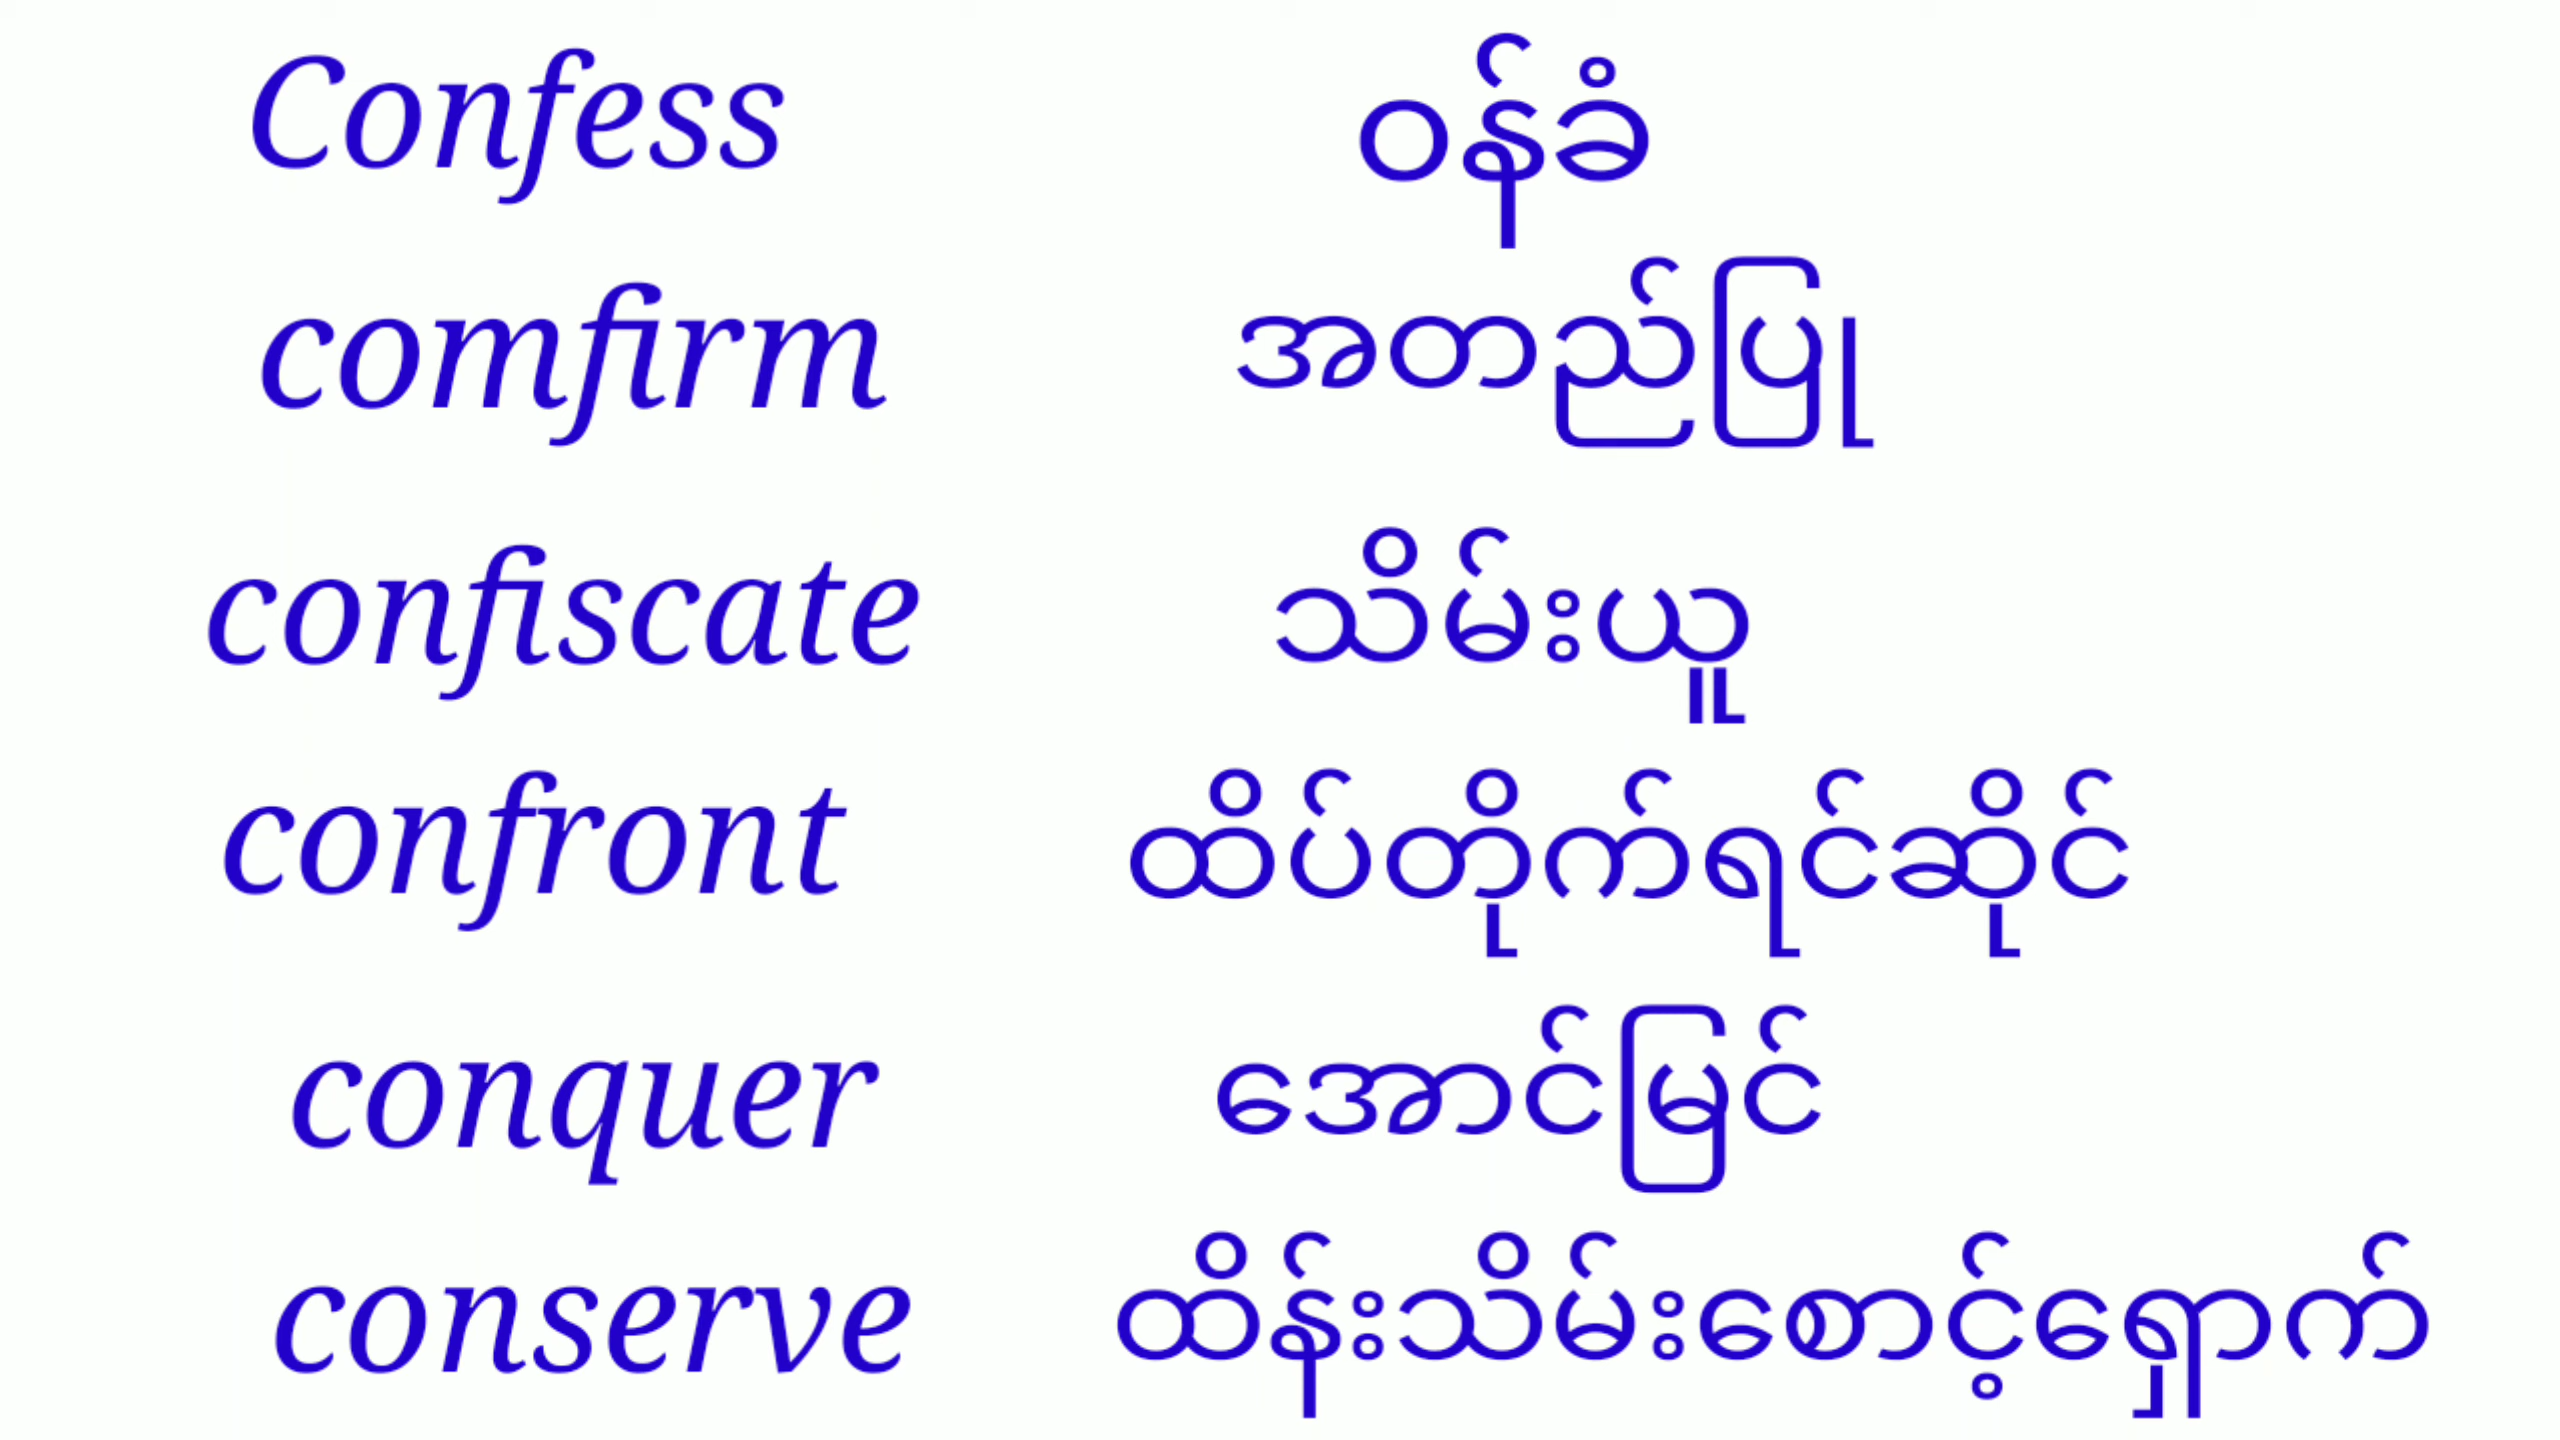 Confess ဝန်ခံ
comfirm အတည်ပြု
confiscate သိမ်းယူ
confront ထိပ်တိုက်ရင်ဆိုင်
conquer အောင်မြင်
conserve ထိန်းသိမ်းစောင့်ရှောက်